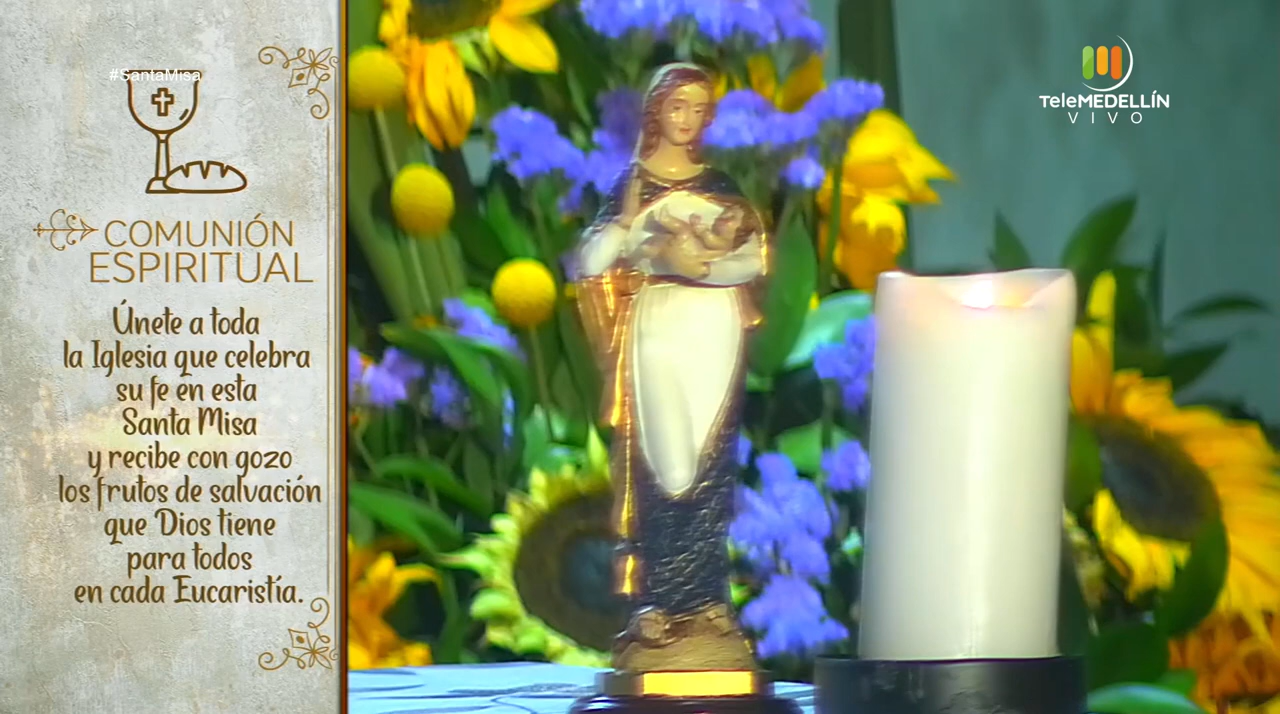 #SantaMisa
COMUNIÓN
ESPIRITUAL
Únete a toda
la Iglesia que celebra
su fe en esta
Santa Misa
y recibe con gozo
los frutos de salvación
que Dios tiene
para todos
en cada Eucaristía.
TeleMEDELLÍN
VIVO